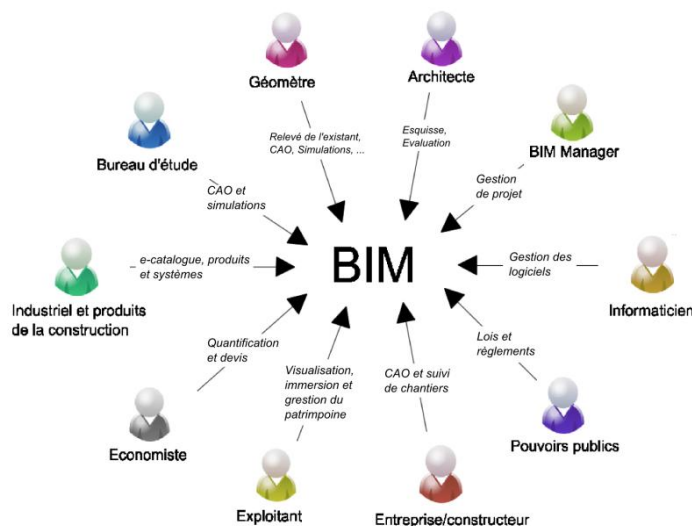 Géomètre
Architecte
Relevé de l'existant,
CAO, Simulations, ...
Esquisse,
Evaluation
Bureau d'étude
BIM Manager
CAO et
simulations
Gestion
de projet
BIM
e-catalogue, produits
et systèmes
Gestion des
logiciels
Industriel et produits
de la construction
Informaticien
Quantification
et devis
Lois et
règlements
Visualisation,
immersion et
grestion du
patrimpoine
CAO et suivi
de chantiers
Economiste
Pouvoirs publics
Exploitant
Entreprise/constructeur